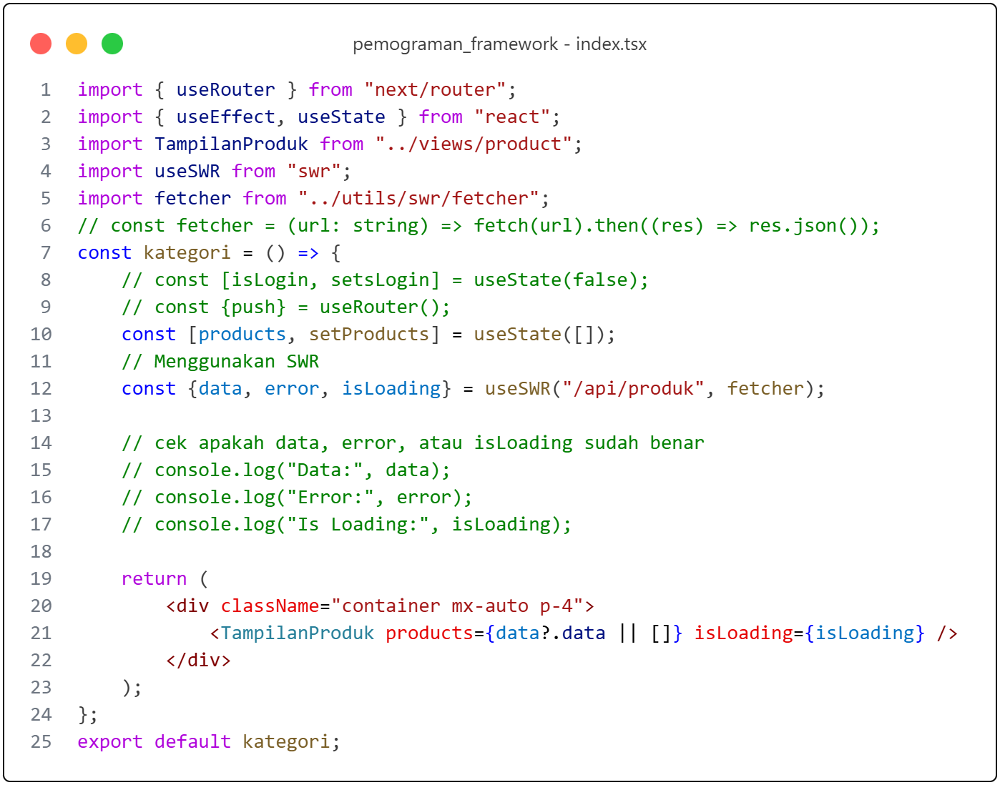 pemograman_framework - index.tsx
1 import { useRouter } from "next/router";
2 import { useEffect, useState } from "react";
3 import TampilanProduk from "../views/product";
4 import useSWR from "swr";
5 import fetcher from "../utils/swr/fetcher";
6 // const fetcher = (url: string) => fetch(url).then((res) => res.json());
7 const kategori = () => {
8     // const [isLogin, setsLogin] = useState(false);
9     // const {push} = useRouter();
10     const [products, setProducts] = useState([]);
11     // Menggunakan SWR
12     const {data, error, isLoading} = useSWR("/api/produk", fetcher);
13
14     // cek apakah data, error, atau isLoading sudah benar
15     // console.log("Data:", data);
16     // console.log("Error:", error);
17     // console.log("Is Loading:", isLoading);
18
19     return (
20         <div className="container mx-auto p-4">
21             <TampilanProduk products={data?.data || []} isLoading={isLoading} />
22         </div>
23     );
24 };
25 export default kategori;